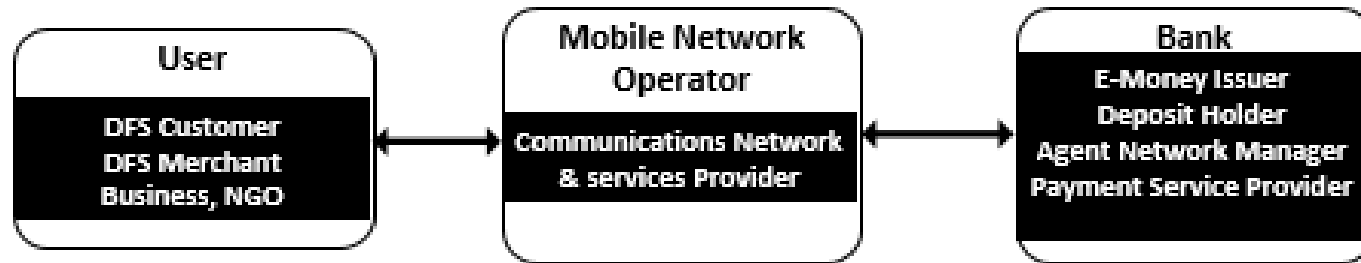 User
DFS Customer
DFS Merchant
Business, NGO
Mobile Network
Operator
Communications Network
& services Provider
Bank
E-Money Issuer
Deposit Holder
Agent Network Manager
Payment Service Provider